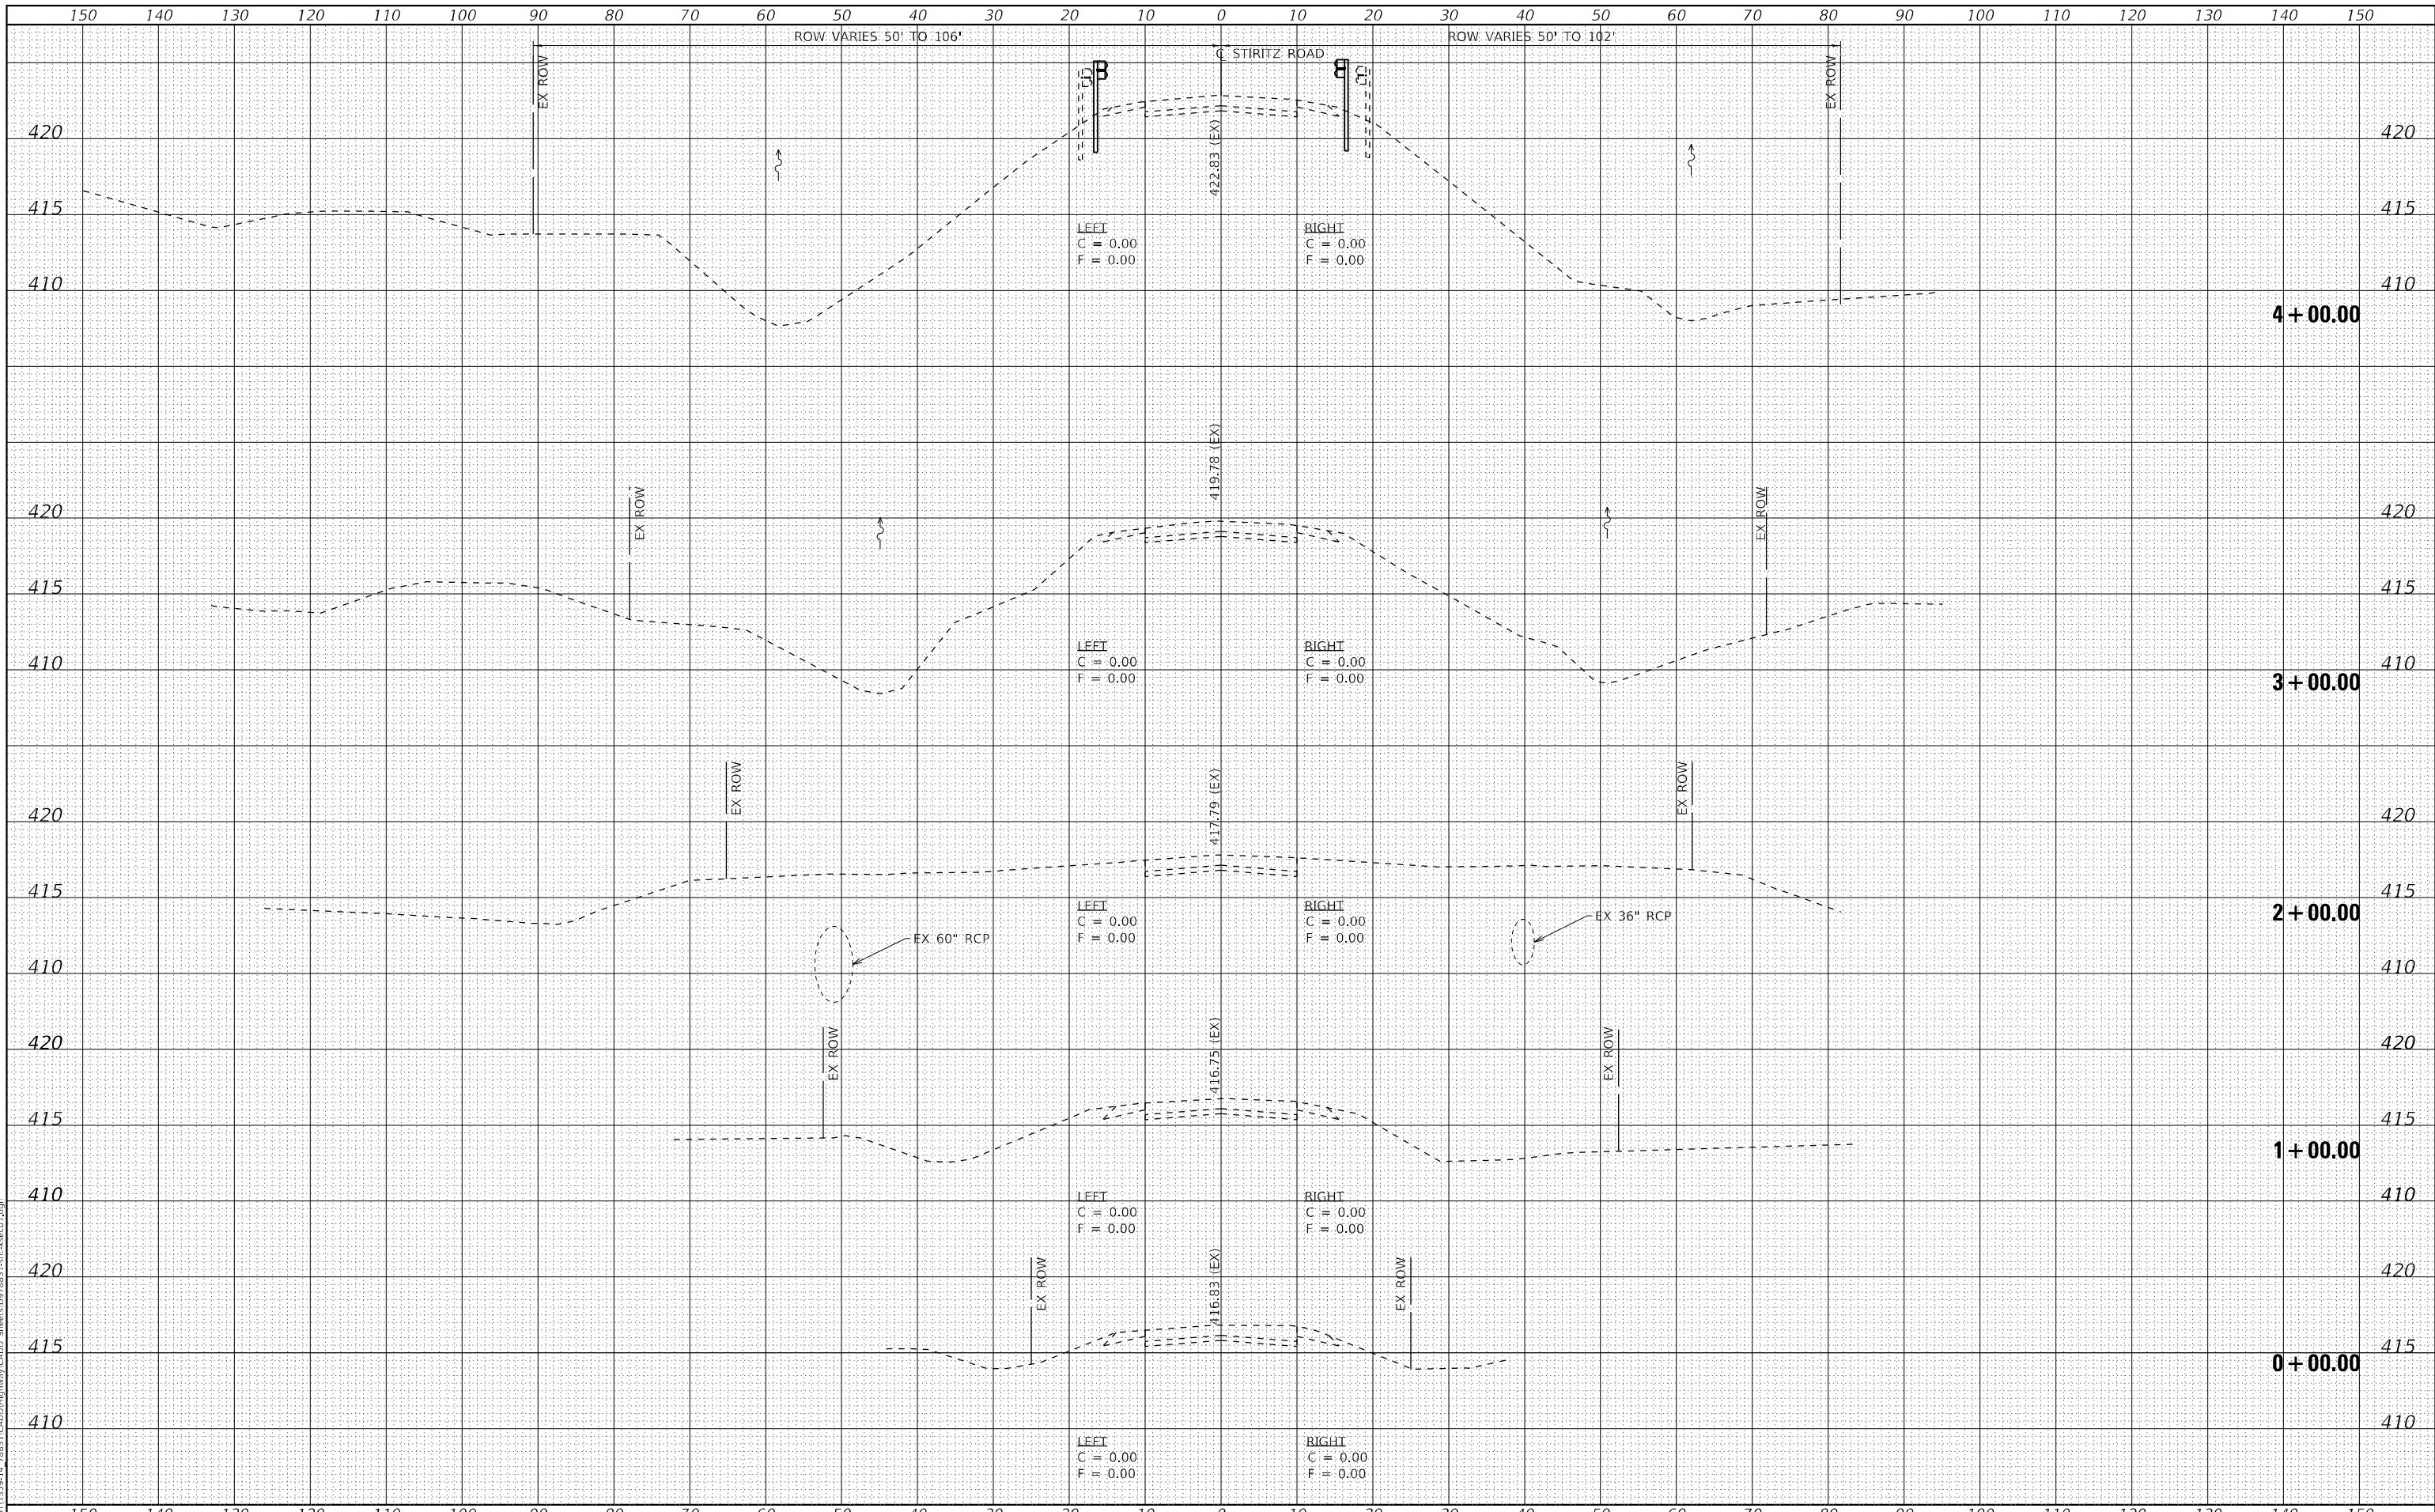 150 140 130 120 110 100 90 80 70 60 50 40 30 20 10 0 10 20 30 40 50 60 70 80 90 100 110 120 130 140 150
ROW VARIES 50' TO 106'
ROW VARIES 50' TO 102'
℄ STIRITZ ROAD
EX ROW
EX ROW
420
422.83 (EX)
420
415
415
LEFT
C = 0.00
F = 0.00
RIGHT
C = 0.00
F = 0.00
410
410
4+00.00
419.78 (EX)
EX ROW
EX ROW
420
420
415
415
LEFT
C = 0.00
F = 0.00
RIGHT
C = 0.00
F = 0.00
410
410
3+00.00
EX ROW
417.79 (EX)
EX ROW
420
420
415
415
LEFT
C = 0.00
F = 0.00
RIGHT
C = 0.00
F = 0.00
2+00.00
EX 60" RCP
EX 36" RCP
410
410
EX ROW
416.75 (EX)
EX ROW
420
420
415
415
1+00.00
410
410
LEFT
C = 0.00
F = 0.00
RIGHT
C = 0.00
F = 0.00
EX ROW
416.83 (EX)
EX ROW
420
420
415
415
0+00.00
410
410
LEFT
C = 0.00
F = 0.00
RIGHT
C = 0.00
F = 0.00
150 140 130 120 110 100 90 80 70 60 50 40 30 20 10 0 10 20 30 40 50 60 70 80 90 100 110 120 130 140 150